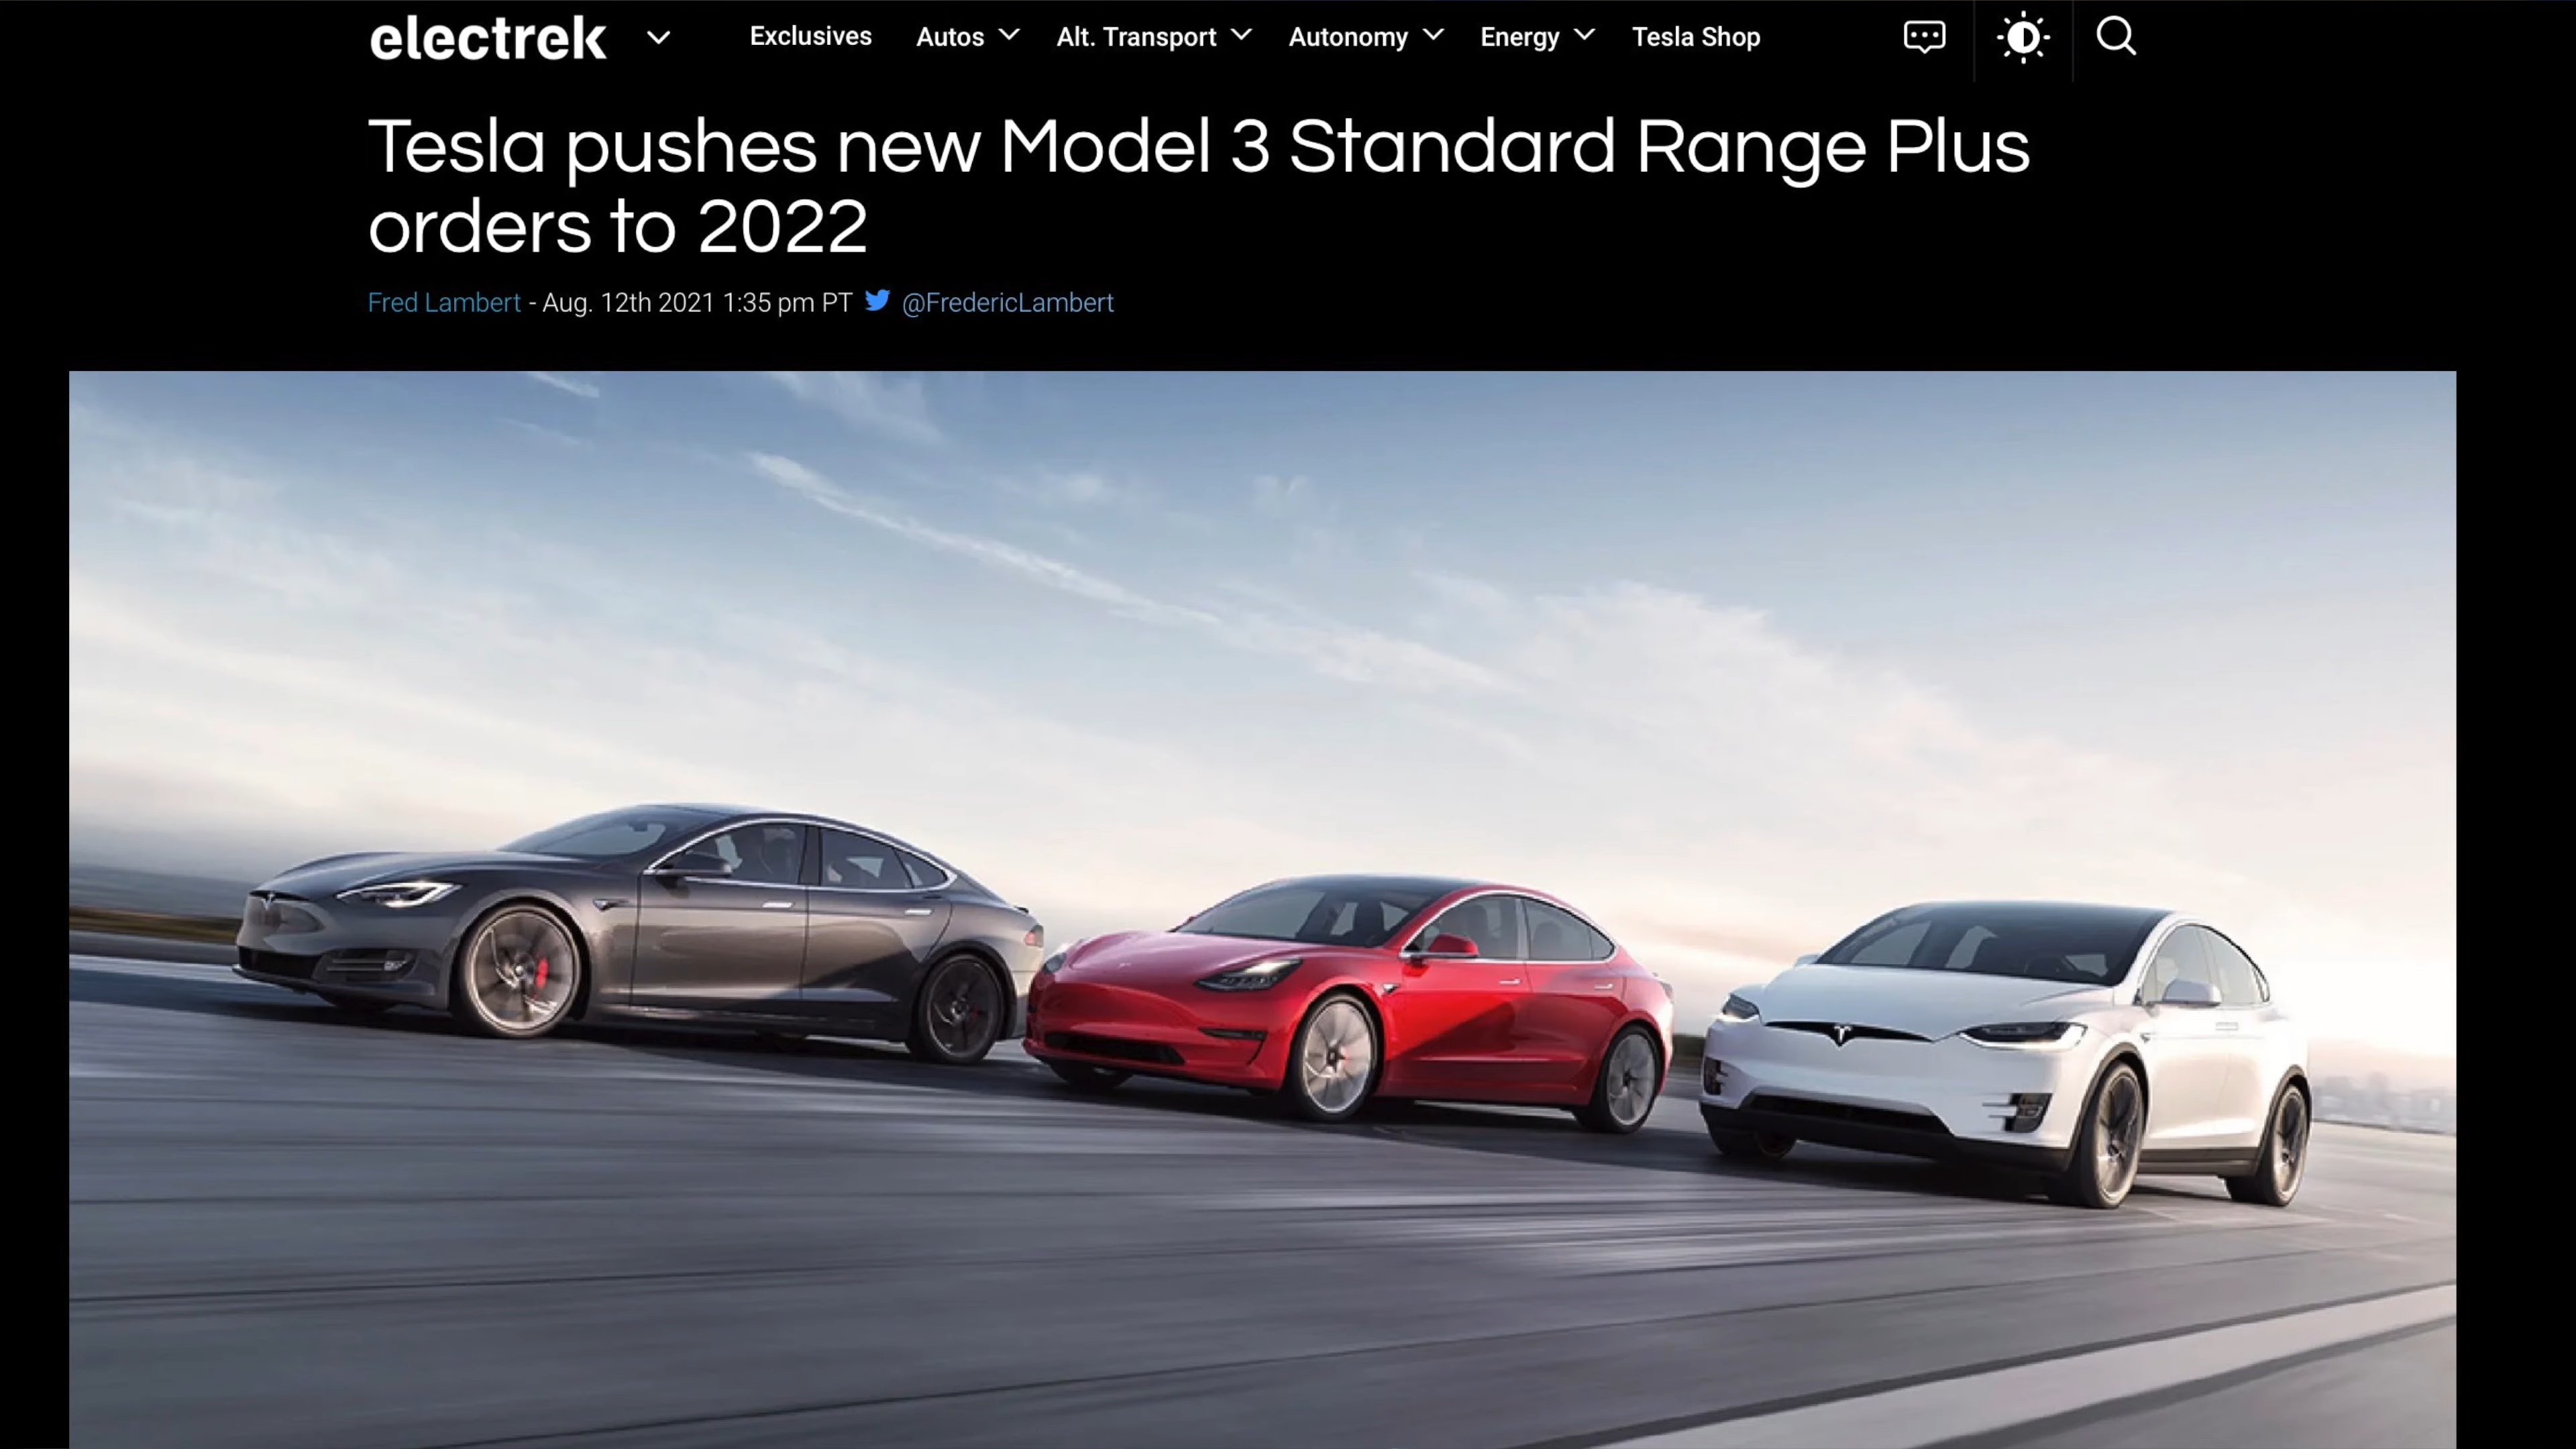 electrek Exclusives Autos Alt. Transport Autonomy Energy Tesla Shop
Tesla pushes new Model 3 Standard Range Plus
orders to 2022
Fred Lambert - Aug. 12th 2021 1:35 pm PT @FredericLambert